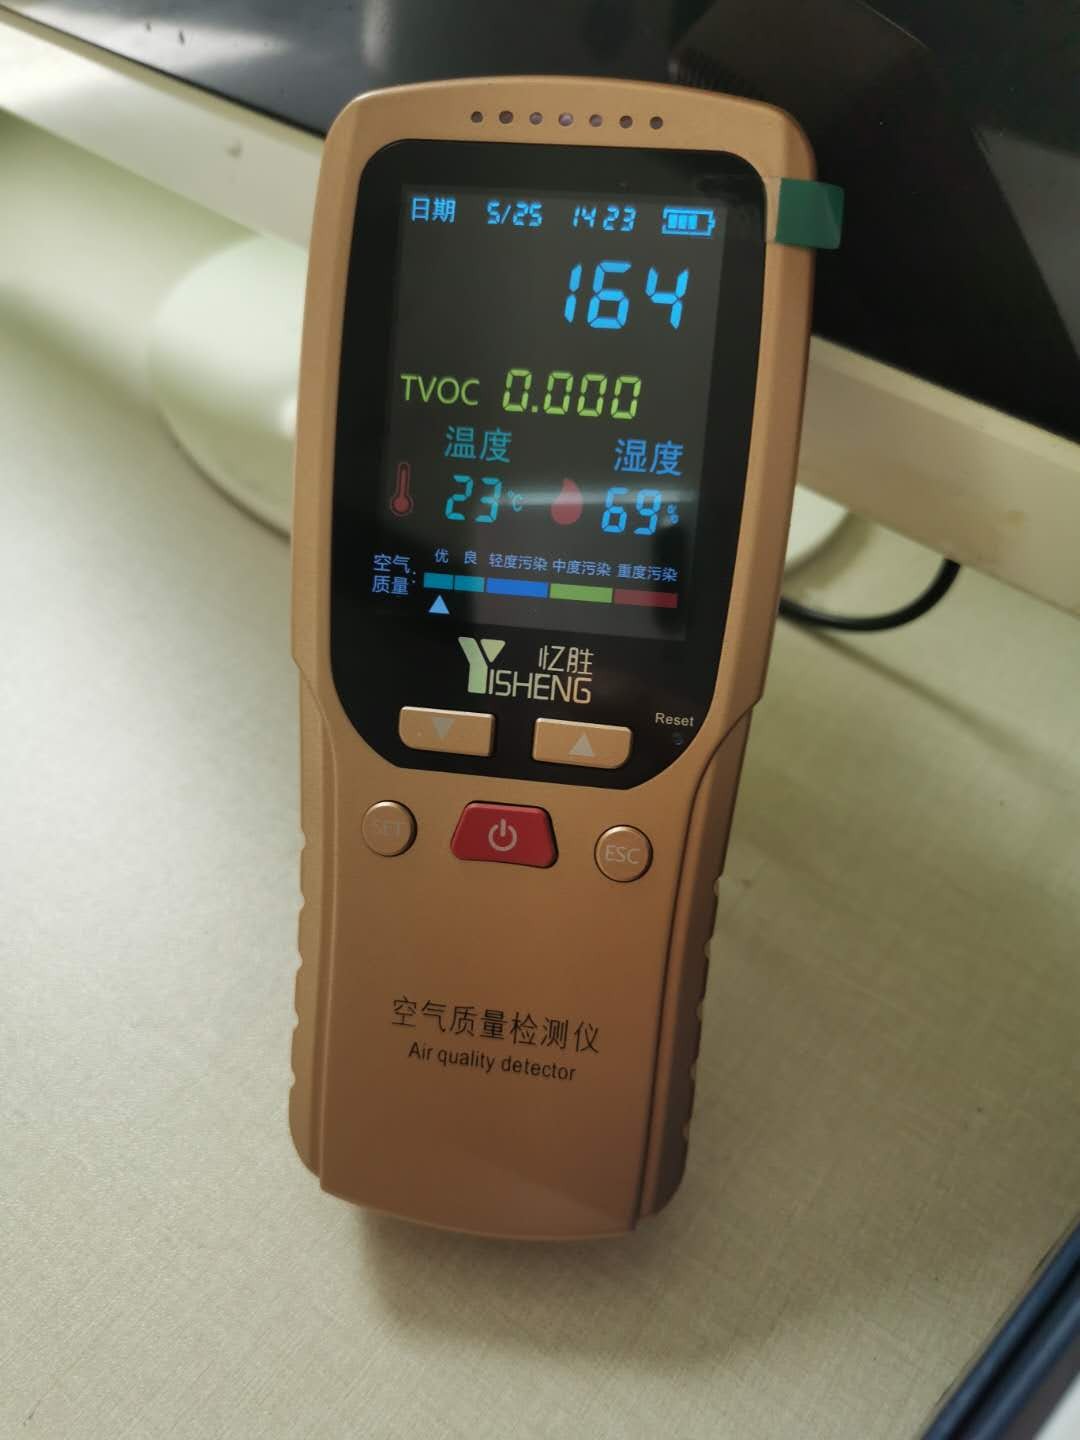 日期 5/25 14 23
164
TVOC 0.000
温度 湿度
23℃ 69%
优 良 轻度污染 中度污染 重度污染
空气质量:
忆胜
YISHENG
Reset
SET
ESC
空气质量检测仪
Air quality detector